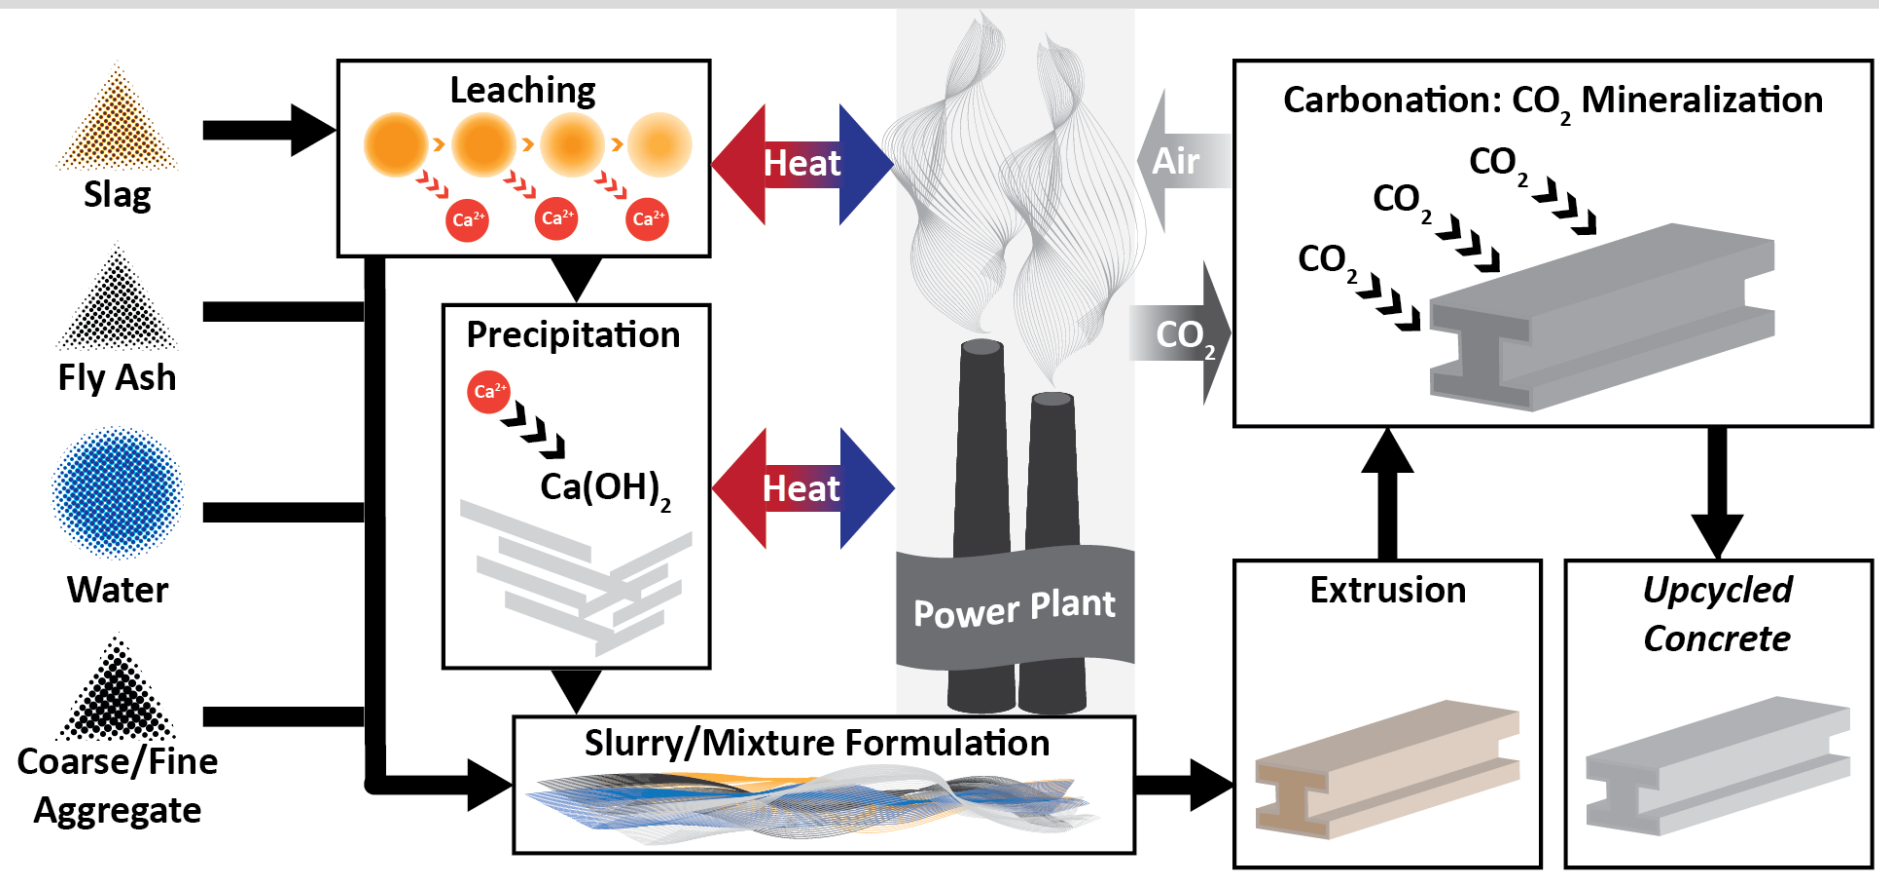 Slag
Fly Ash
Water
Coarse/Fine
Aggregate
Leaching
Ca²⁺
Ca²⁺
Ca²⁺
Precipitation
Ca²⁺
Ca(OH)₂
Heat
Heat
Power Plant
Slurry/Mixture Formulation
Air
CO₂
Carbonation: CO₂ Mineralization
CO₂
CO₂
CO₂
Extrusion
Upcycled
Concrete